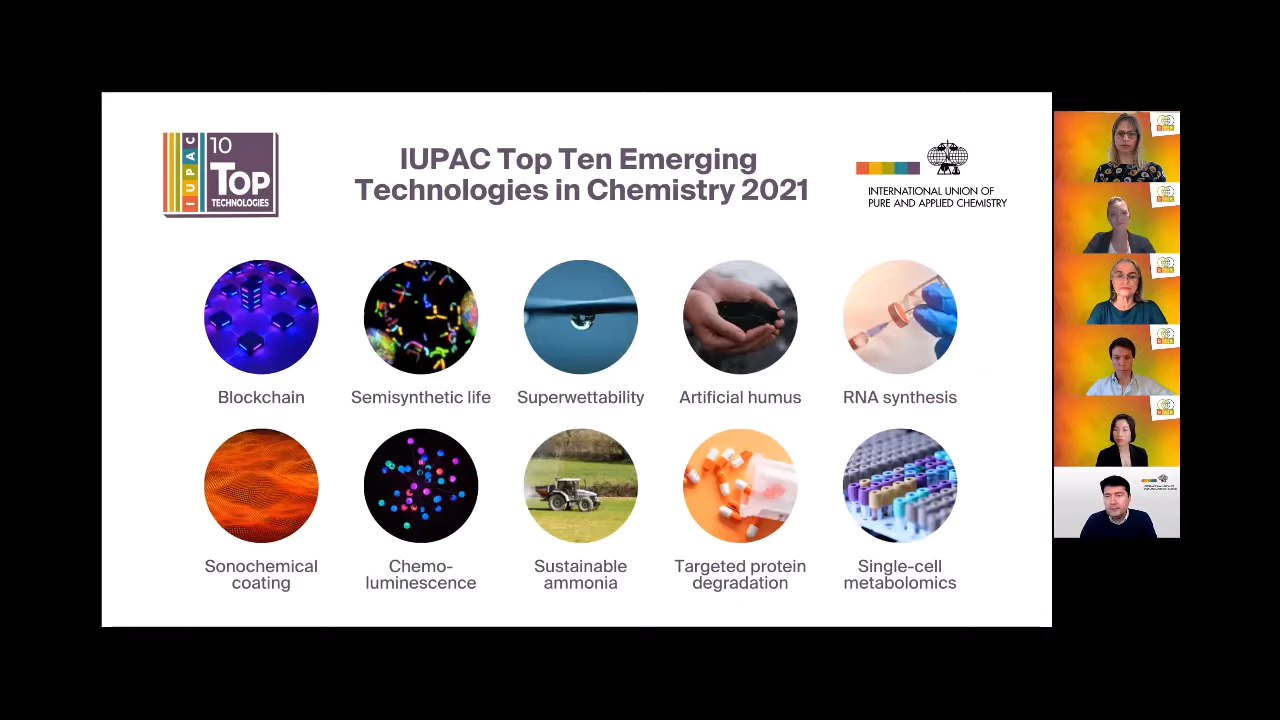 IUPAC
10
TOP
TECHNOLOGIES
IUPAC Top Ten Emerging
Technologies in Chemistry 2021
INTERNATIONAL UNION OF
PURE AND APPLIED CHEMISTRY
Blockchain
Semisynthetic life
Superwettability
Artificial humus
RNA synthesis
Sonochemical
coating
Chemo-
luminescence
Sustainable
ammonia
Targeted protein
degradation
Single-cell
metabolomics